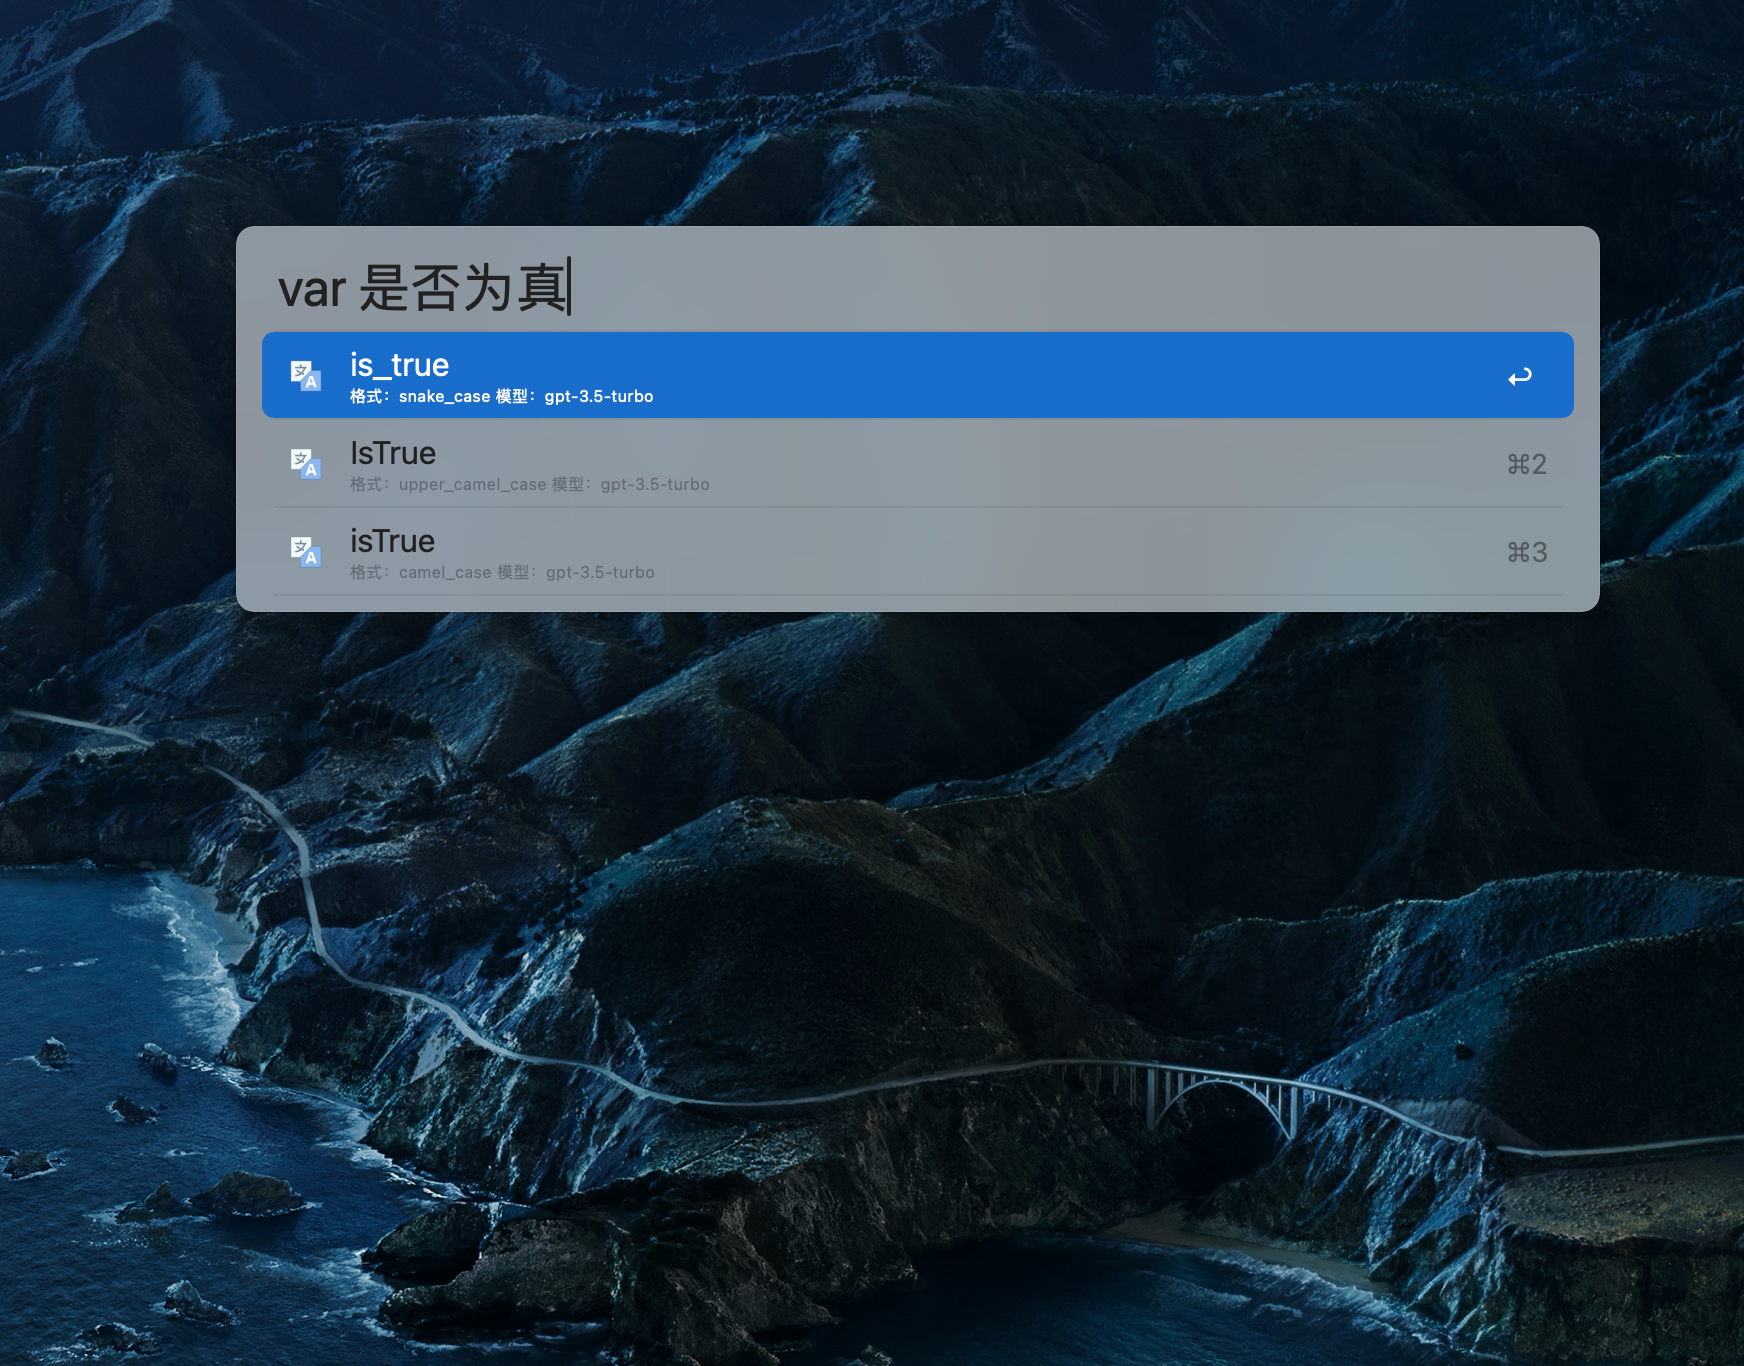 var 是否为真
is_true
格式：snake_case 模型：gpt-3.5-turbo
IsTrue
格式：upper_camel_case 模型：gpt-3.5-turbo
⌘2
isTrue
格式：camel_case 模型：gpt-3.5-turbo
⌘3